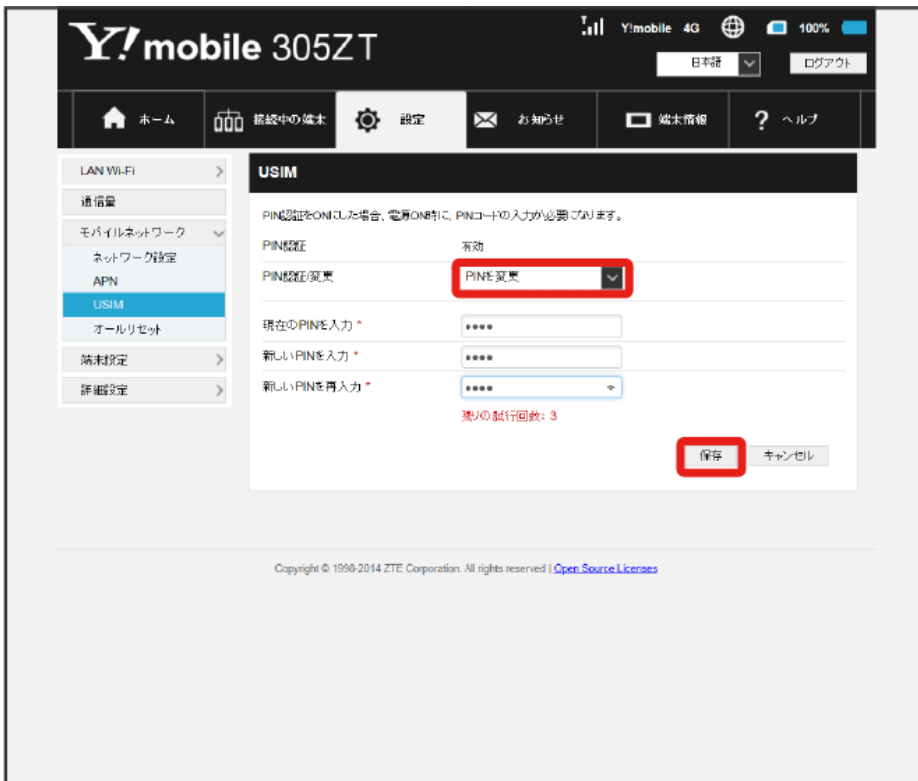 Y! mobile 305ZT
Y!mobile 4G 100%
日本語 ログアウト
ホーム 接続中の端末 設定 お知らせ 端末情報 ? ヘルプ
LAN Wi-Fi
通信量
モバイルネットワーク
ネットワーク設定
APN
USIM
オールリセット
端末設定
詳細設定
USIM
PIN認証をONにした場合、電源ON時に、PINコードの入力が必要になります。
PIN認証 有効
PIN認証/変更 PINを変更
現在のPINを入力 * ••••
新しいPINを入力 * ••••
新しいPINを再入力 * ••••
残りの試行回数: 3
保存 キャンセル
Copyright © 1998-2014 ZTE Corporation. All rights reserved | Open Source Licenses